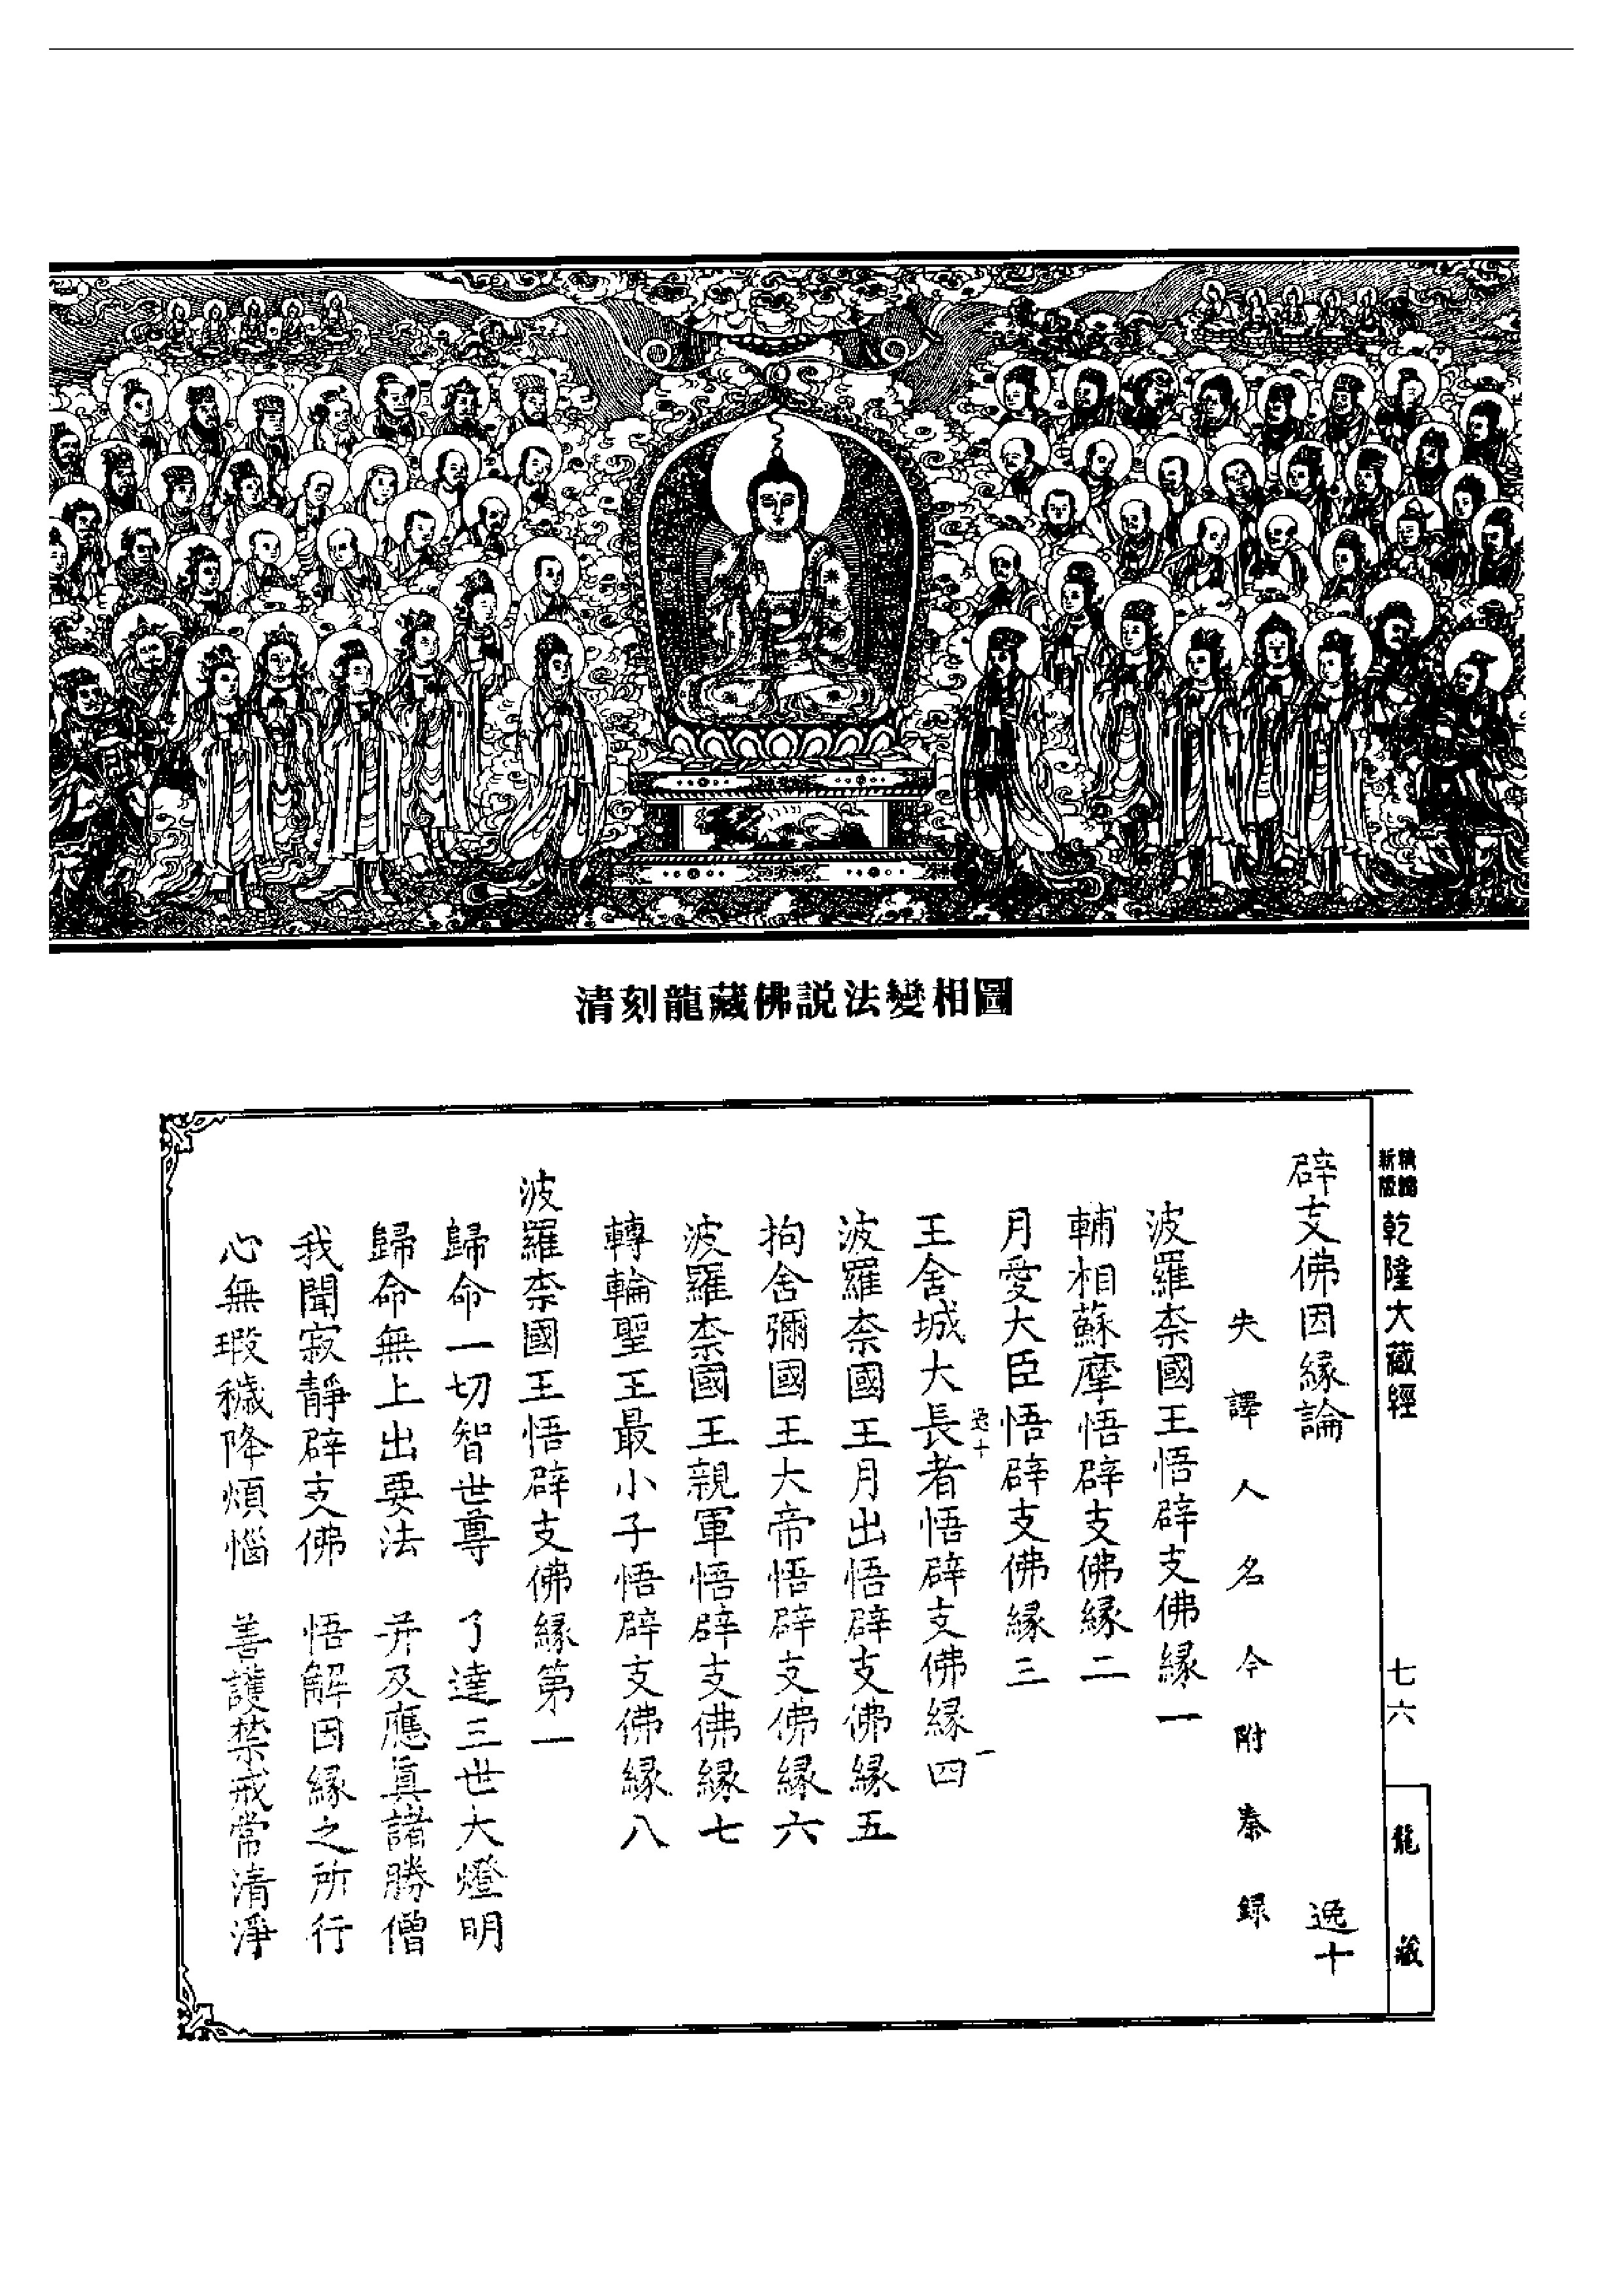 清刻龍藏佛説法變相圖
新版
精縮
乾隆大藏經
七六
龍藏
辟支佛因緣論
逸十
失譯人名今附秦錄
波羅柰國王悟辟支佛緣一
輔相蘇摩悟辟支佛緣二
月愛大臣悟辟支佛緣三
逸十
一
王舍城大長者悟辟支佛緣四
波羅柰國王月出悟辟支佛緣五
拘舍彌國王大帝悟辟支佛緣六
波羅柰國王親軍悟辟支佛緣七
轉輪聖王最小子悟辟支佛緣八
波羅柰國王悟辟支佛緣第一
歸命一切智世尊　了達三世大燈明
歸命無上出要法　并及應眞諸勝僧
我聞寂靜辟支佛　悟解因緣之所行
心無瑕穢降煩惱　善護禁戒常清淨